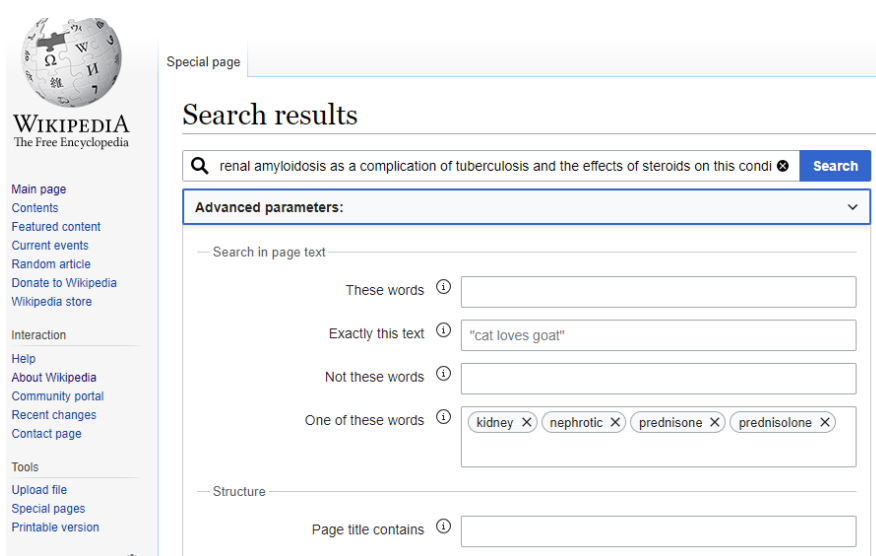 WIKIPEDIA
The Free Encyclopedia
Main page
Contents
Featured content
Current events
Random article
Donate to Wikipedia
Wikipedia store
Interaction
Help
About Wikipedia
Community portal
Recent changes
Contact page
Tools
Upload file
Special pages
Printable version
Special page
Search results
renal amyloidosis as a complication of tuberculosis and the effects of steroids on this condi
Search
Advanced parameters:
Search in page text
These words
Exactly this text "cat loves goat"
Not these words
One of these words kidney nephrotic prednisone prednisolone
Structure
Page title contains